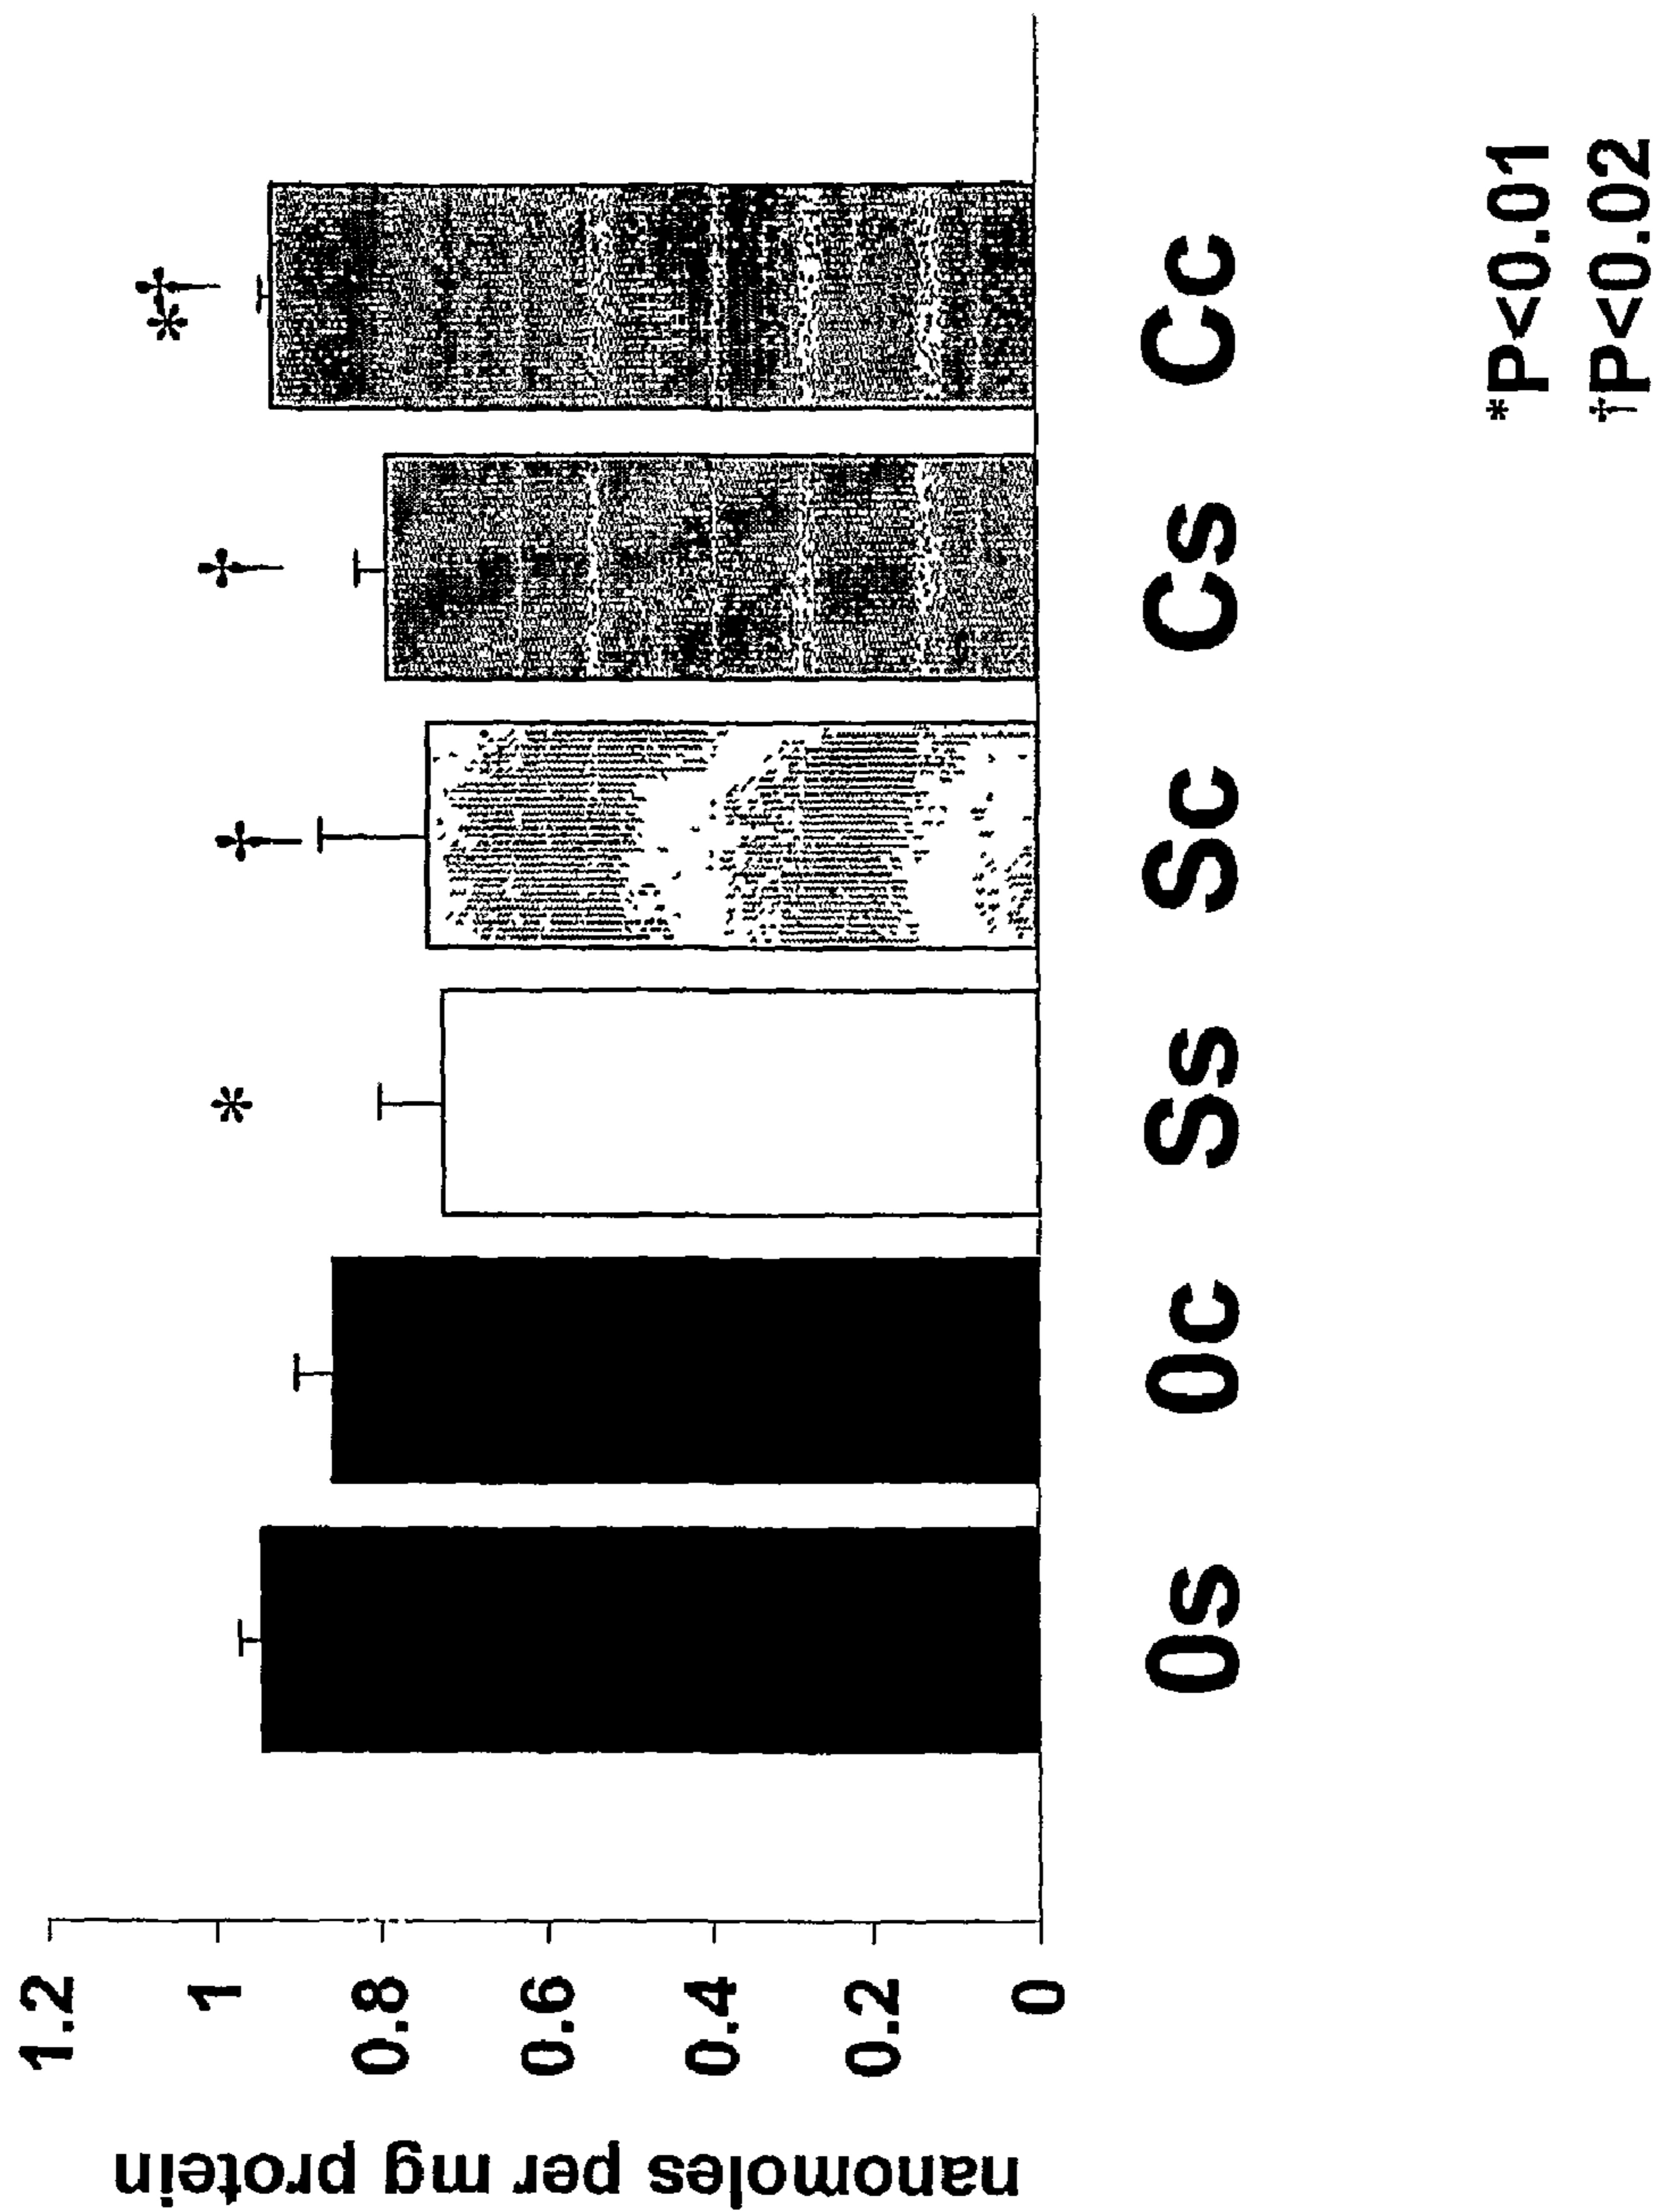 nanomoles per mg protein
1.2
1
0.8
0.6
0.4
0.2
0
*
†
†
*†
0s 0c Ss Sc Cs Cc
*P<0.01
†P<0.02